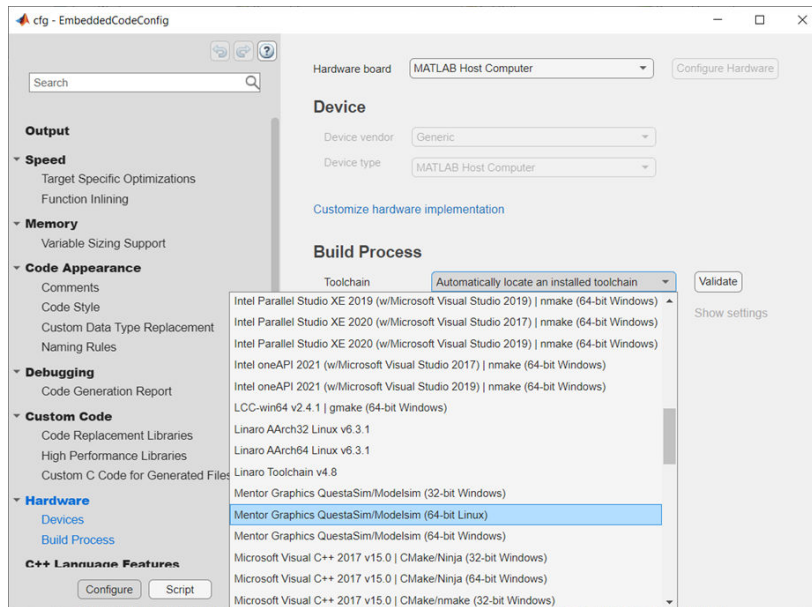 cfg - EmbeddedCodeConfig
Search
Output
Speed
Target Specific Optimizations
Function Inlining
Memory
Variable Sizing Support
Code Appearance
Comments
Code Style
Custom Data Type Replacement
Naming Rules
Debugging
Code Generation Report
Custom Code
Code Replacement Libraries
High Performance Libraries
Custom C Code for Generated Files
Hardware
Devices
Build Process
C++ Language Features
Configure
Script
Hardware board
MATLAB Host Computer
Configure Hardware
Device
Device vendor
Generic
Device type
MATLAB Host Computer
Customize hardware implementation
Build Process
Toolchain
Automatically locate an installed toolchain
Validate
Show settings
Intel Parallel Studio XE 2019 (w/Microsoft Visual Studio 2019) | nmake (64-bit Windows)
Intel Parallel Studio XE 2020 (w/Microsoft Visual Studio 2017) | nmake (64-bit Windows)
Intel Parallel Studio XE 2020 (w/Microsoft Visual Studio 2019) | nmake (64-bit Windows)
Intel oneAPI 2021 (w/Microsoft Visual Studio 2017) | nmake (64-bit Windows)
Intel oneAPI 2021 (w/Microsoft Visual Studio 2019) | nmake (64-bit Windows)
LCC-win64 v2.4.1 | gmake (64-bit Windows)
Linaro AArch32 Linux v6.3.1
Linaro AArch64 Linux v6.3.1
Linaro Toolchain v4.8
Mentor Graphics QuestaSim/Modelsim (32-bit Windows)
Mentor Graphics QuestaSim/Modelsim (64-bit Linux)
Mentor Graphics QuestaSim/Modelsim (64-bit Windows)
Microsoft Visual C++ 2017 v15.0 | CMake/Ninja (32-bit Windows)
Microsoft Visual C++ 2017 v15.0 | CMake/Ninja (64-bit Windows)
Microsoft Visual C++ 2017 v15.0 | CMake/nmake (32-bit Windows)